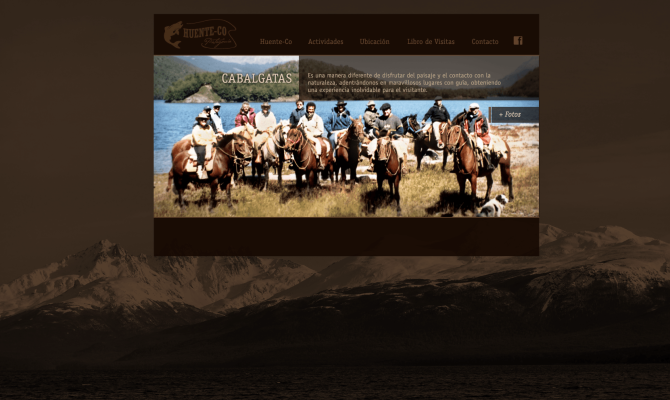 HUENTE-CO
Huente-Co
Actividades
Ubicación
Libro de Visitas
Contacto
CABALGATAS
Es una manera diferente de disfrutar del paisaje y el contacto con la
naturaleza, adentrándonos en maravillosos lugares con guía, obteniendo
una experiencia inolvidable para el visitante.
+ Fotos